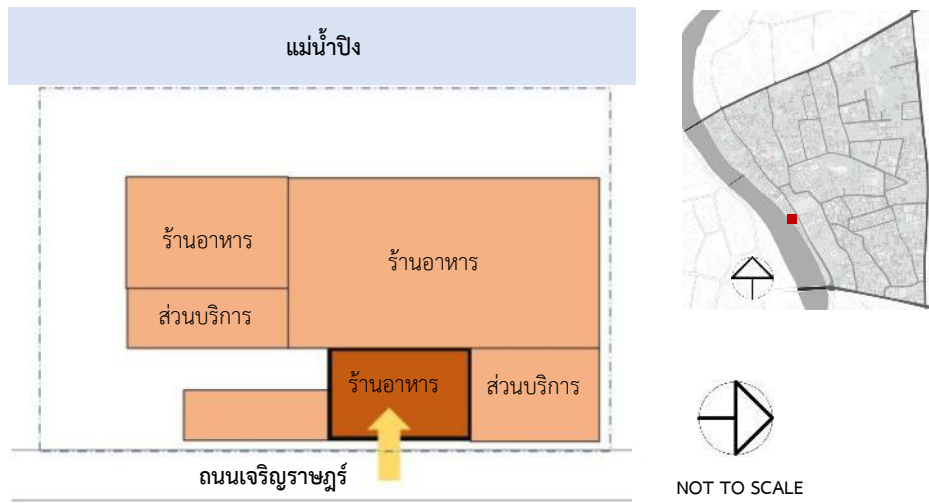 แม่น้ำปิง
ร้านอาหาร
ร้านอาหาร
ส่วนบริการ
ร้านอาหาร
ส่วนบริการ
ถนนเจริญราษฎร์
NOT TO SCALE